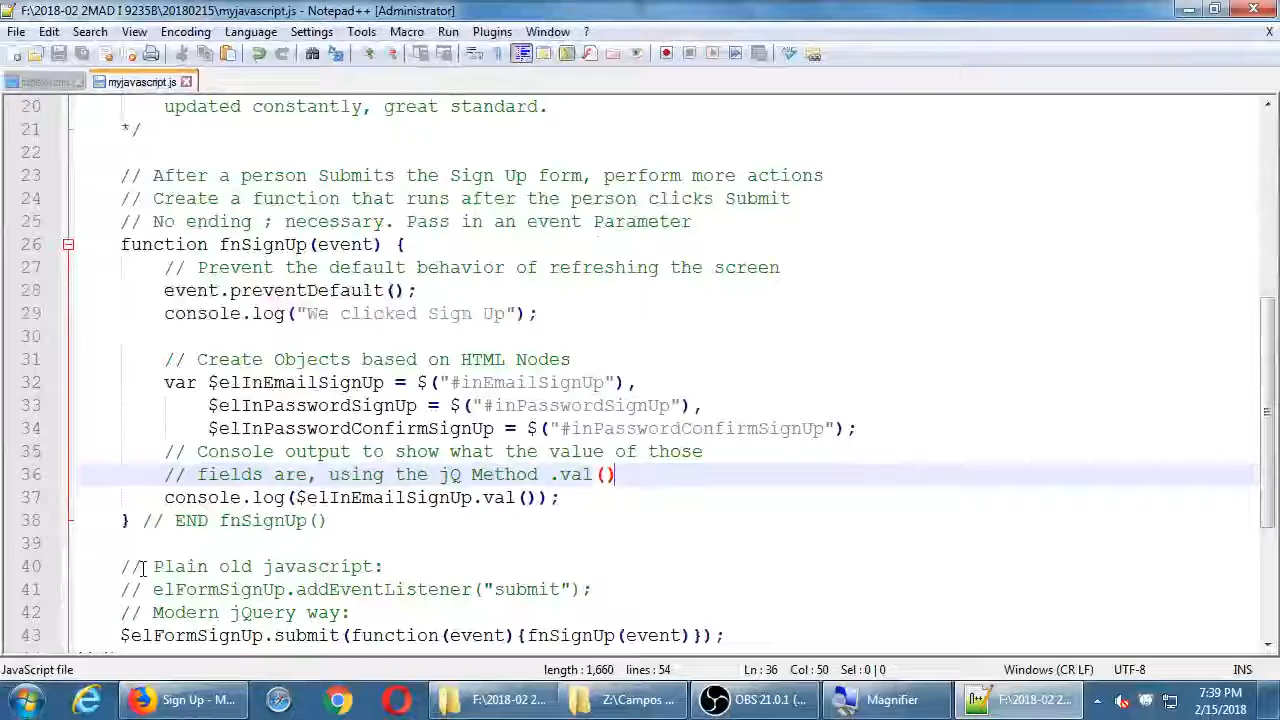 F:\2018-02 2MAD I 9235B\20180215\myjavascript.js - Notepad++ [Administrator]
File Edit Search View Encoding Language Settings Tools Macro Run Plugins Window ? X
myjavascript.js
20 updated constantly, great standard.
21 */
22
23 // After a person Submits the Sign Up form, perform more actions
24 // Create a function that runs after the person clicks Submit
25 // No ending ; necessary. Pass in an event Parameter
26 function fnSignUp(event) {
27 // Prevent the default behavior of refreshing the screen
28 event.preventDefault();
29 console.log("We clicked Sign Up");
30
31 // Create Objects based on HTML Nodes
32 var $elInEmailSignUp = $("#inEmailSignUp"),
33 $elInPasswordSignUp = $("#inPasswordSignUp"),
34 $elInPasswordConfirmSignUp = $("#inPasswordConfirmSignUp");
35 // Console output to show what the value of those
36 // fields are, using the jQ Method .val()
37 console.log($elInEmailSignUp.val());
38 } // END fnSignUp()
39
40 // Plain old javascript:
41 // elFormSignUp.addEventListener("submit");
42 // Modern jQuery way:
43 $elFormSignUp.submit(function(event){fnSignUp(event)});
JavaScript file length : 1,660 lines : 54 Ln : 36 Col : 50 Sel : 0 | 0 Windows (CR LF) UTF-8 INS
Sign Up - M... F:\2018-02 2... Z:\Campos ... OBS 21.0.1 (... Magnifier F:\2018-02 2... 7:39 PM
2/15/2018